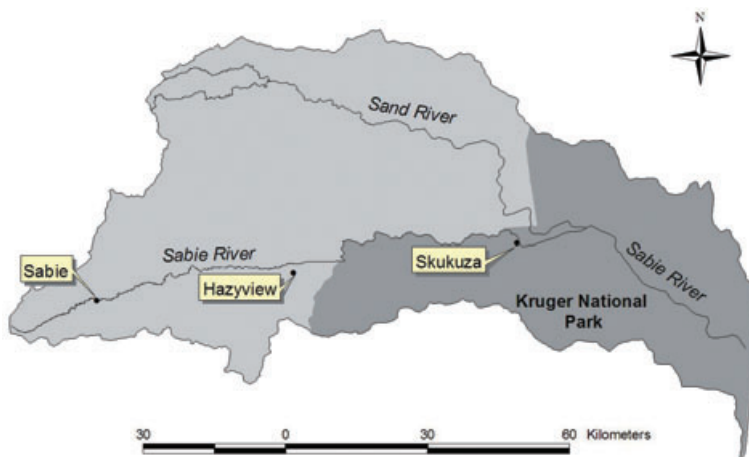 N
Sand River
Sabie River
Sabie
Hazyview
Skukuza
Sabie River
Kruger National
Park
30 0 30 60 Kilometers